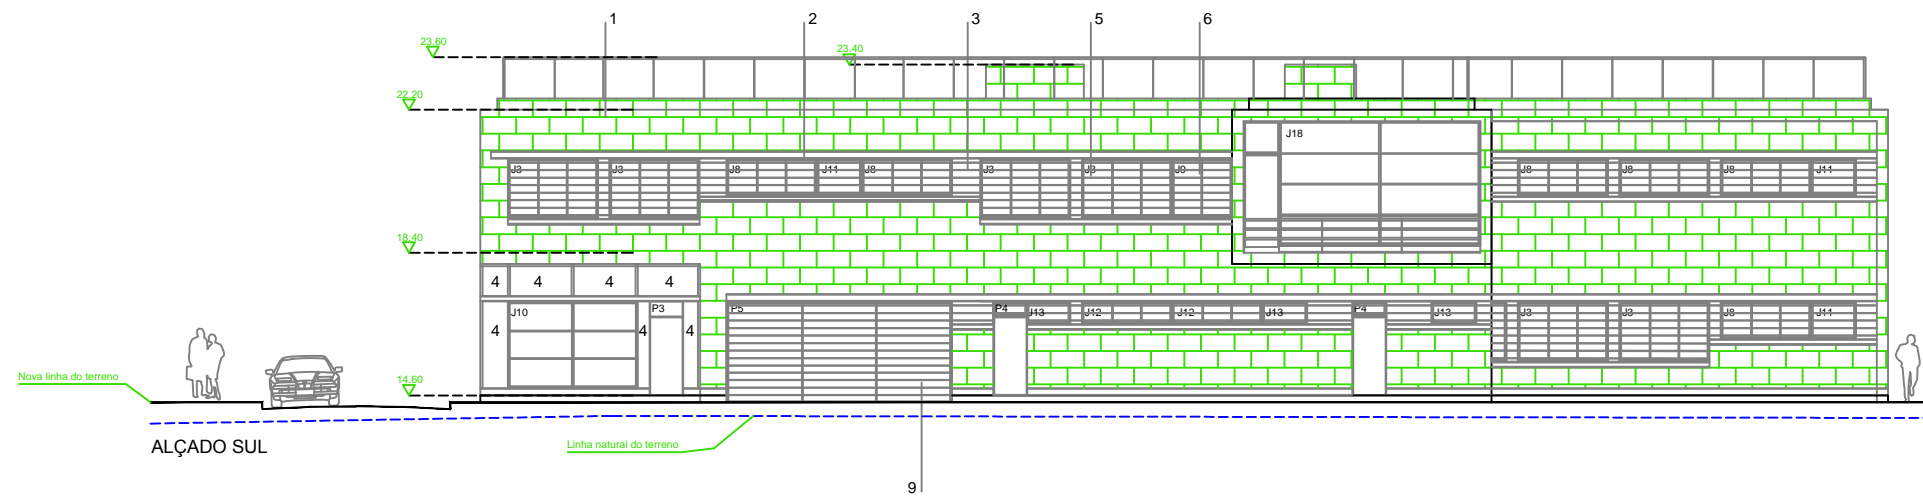 1 2 3 5 6
23.60
23.40
22.20
J18
J3 J3 J8 J11 J8 J3 J3 J9 J8 J8 J8 J11
18.40
4 4 4 4
J10 P3 P5 P4 J13 J12 J12 J13 P4 J13 J3 J3 J8 J11
4 4 4
14.60
Nova linha do terreno
ALÇADO SUL
Linha natural do terreno
9